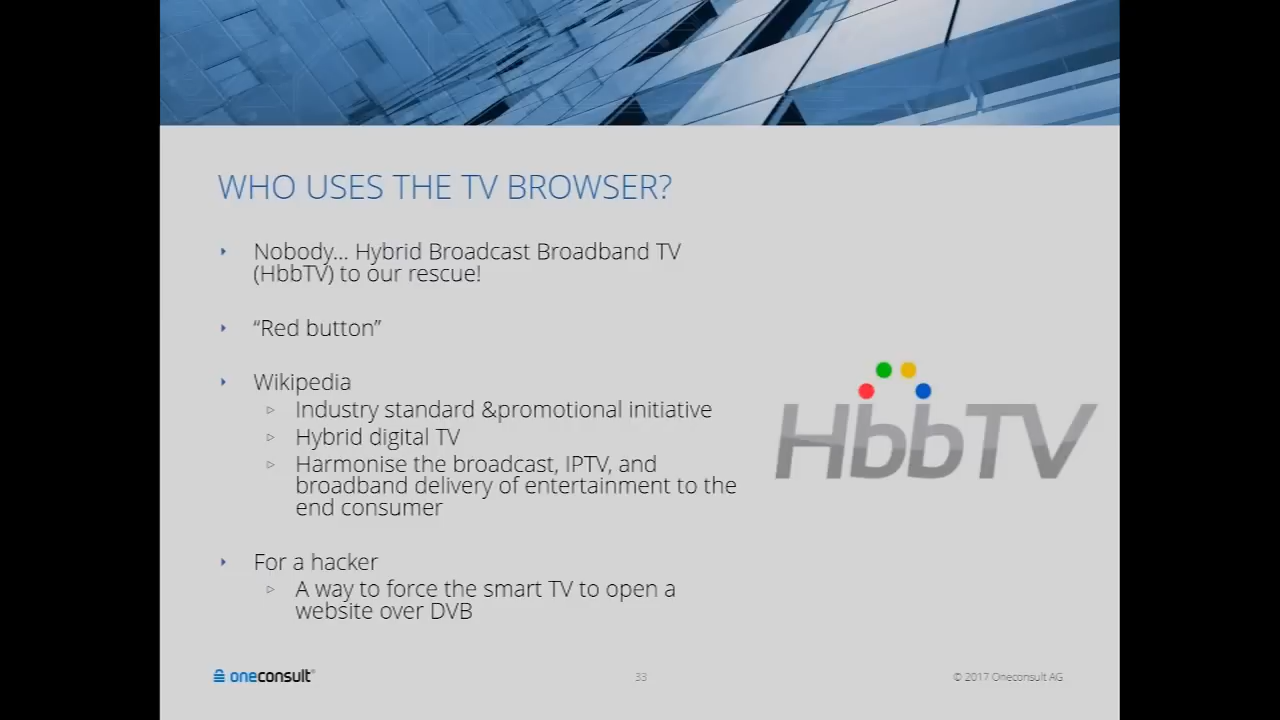 WHO USES THE TV BROWSER?
Nobody... Hybrid Broadcast Broadband TV
(HbbTV) to our rescue!
“Red button”
Wikipedia
Industry standard &promotional initiative
Hybrid digital TV
Harmonise the broadcast, IPTV, and
broadband delivery of entertainment to the
end consumer
HbbTV
For a hacker
A way to force the smart TV to open a
website over DVB
oneconsult®
33
© 2017 Oneconsult AG